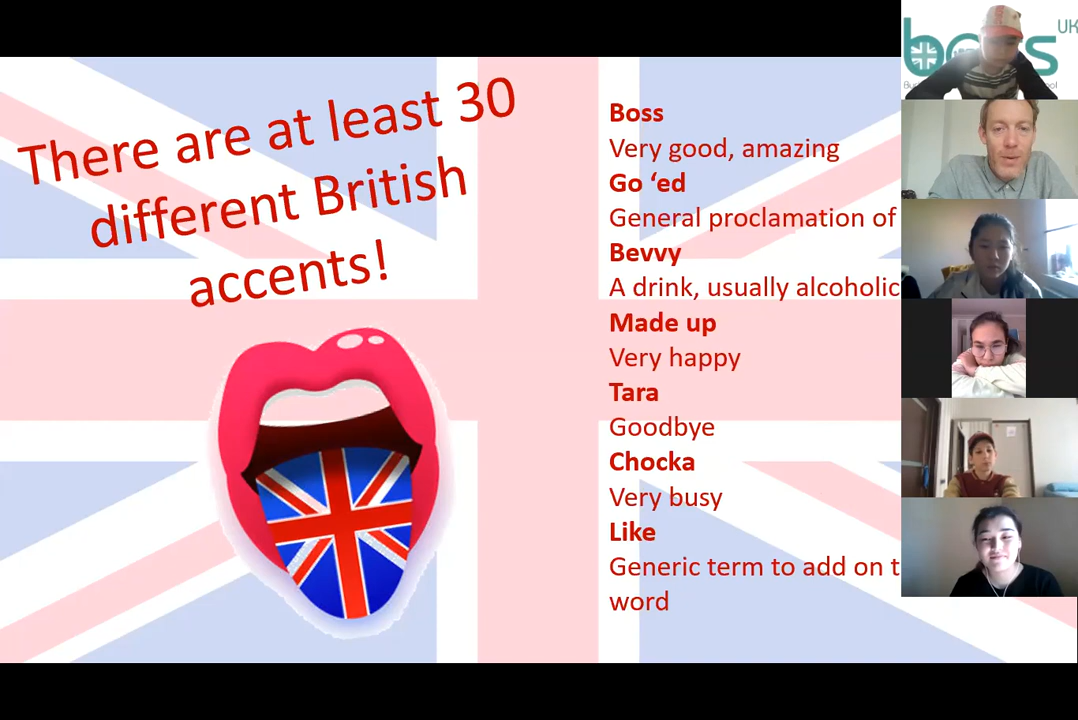 There are at least 30
different British
accents!
Boss
Very good, amazing
Go ‘ed
General proclamation of
Bevvy
A drink, usually alcoholic
Made up
Very happy
Tara
Goodbye
Chocka
Very busy
Like
Generic term to add on t
word
boss
UK